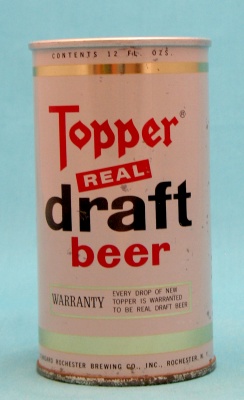 CONTENTS 12 FL. OZS.
Topper®
REAL
draft
beer
WARRANTY
EVERY DROP OF NEW
TOPPER IS WARRANTED
TO BE REAL DRAFT BEER
ROCHESTER BREWING CO., INC., ROCHESTER, N.